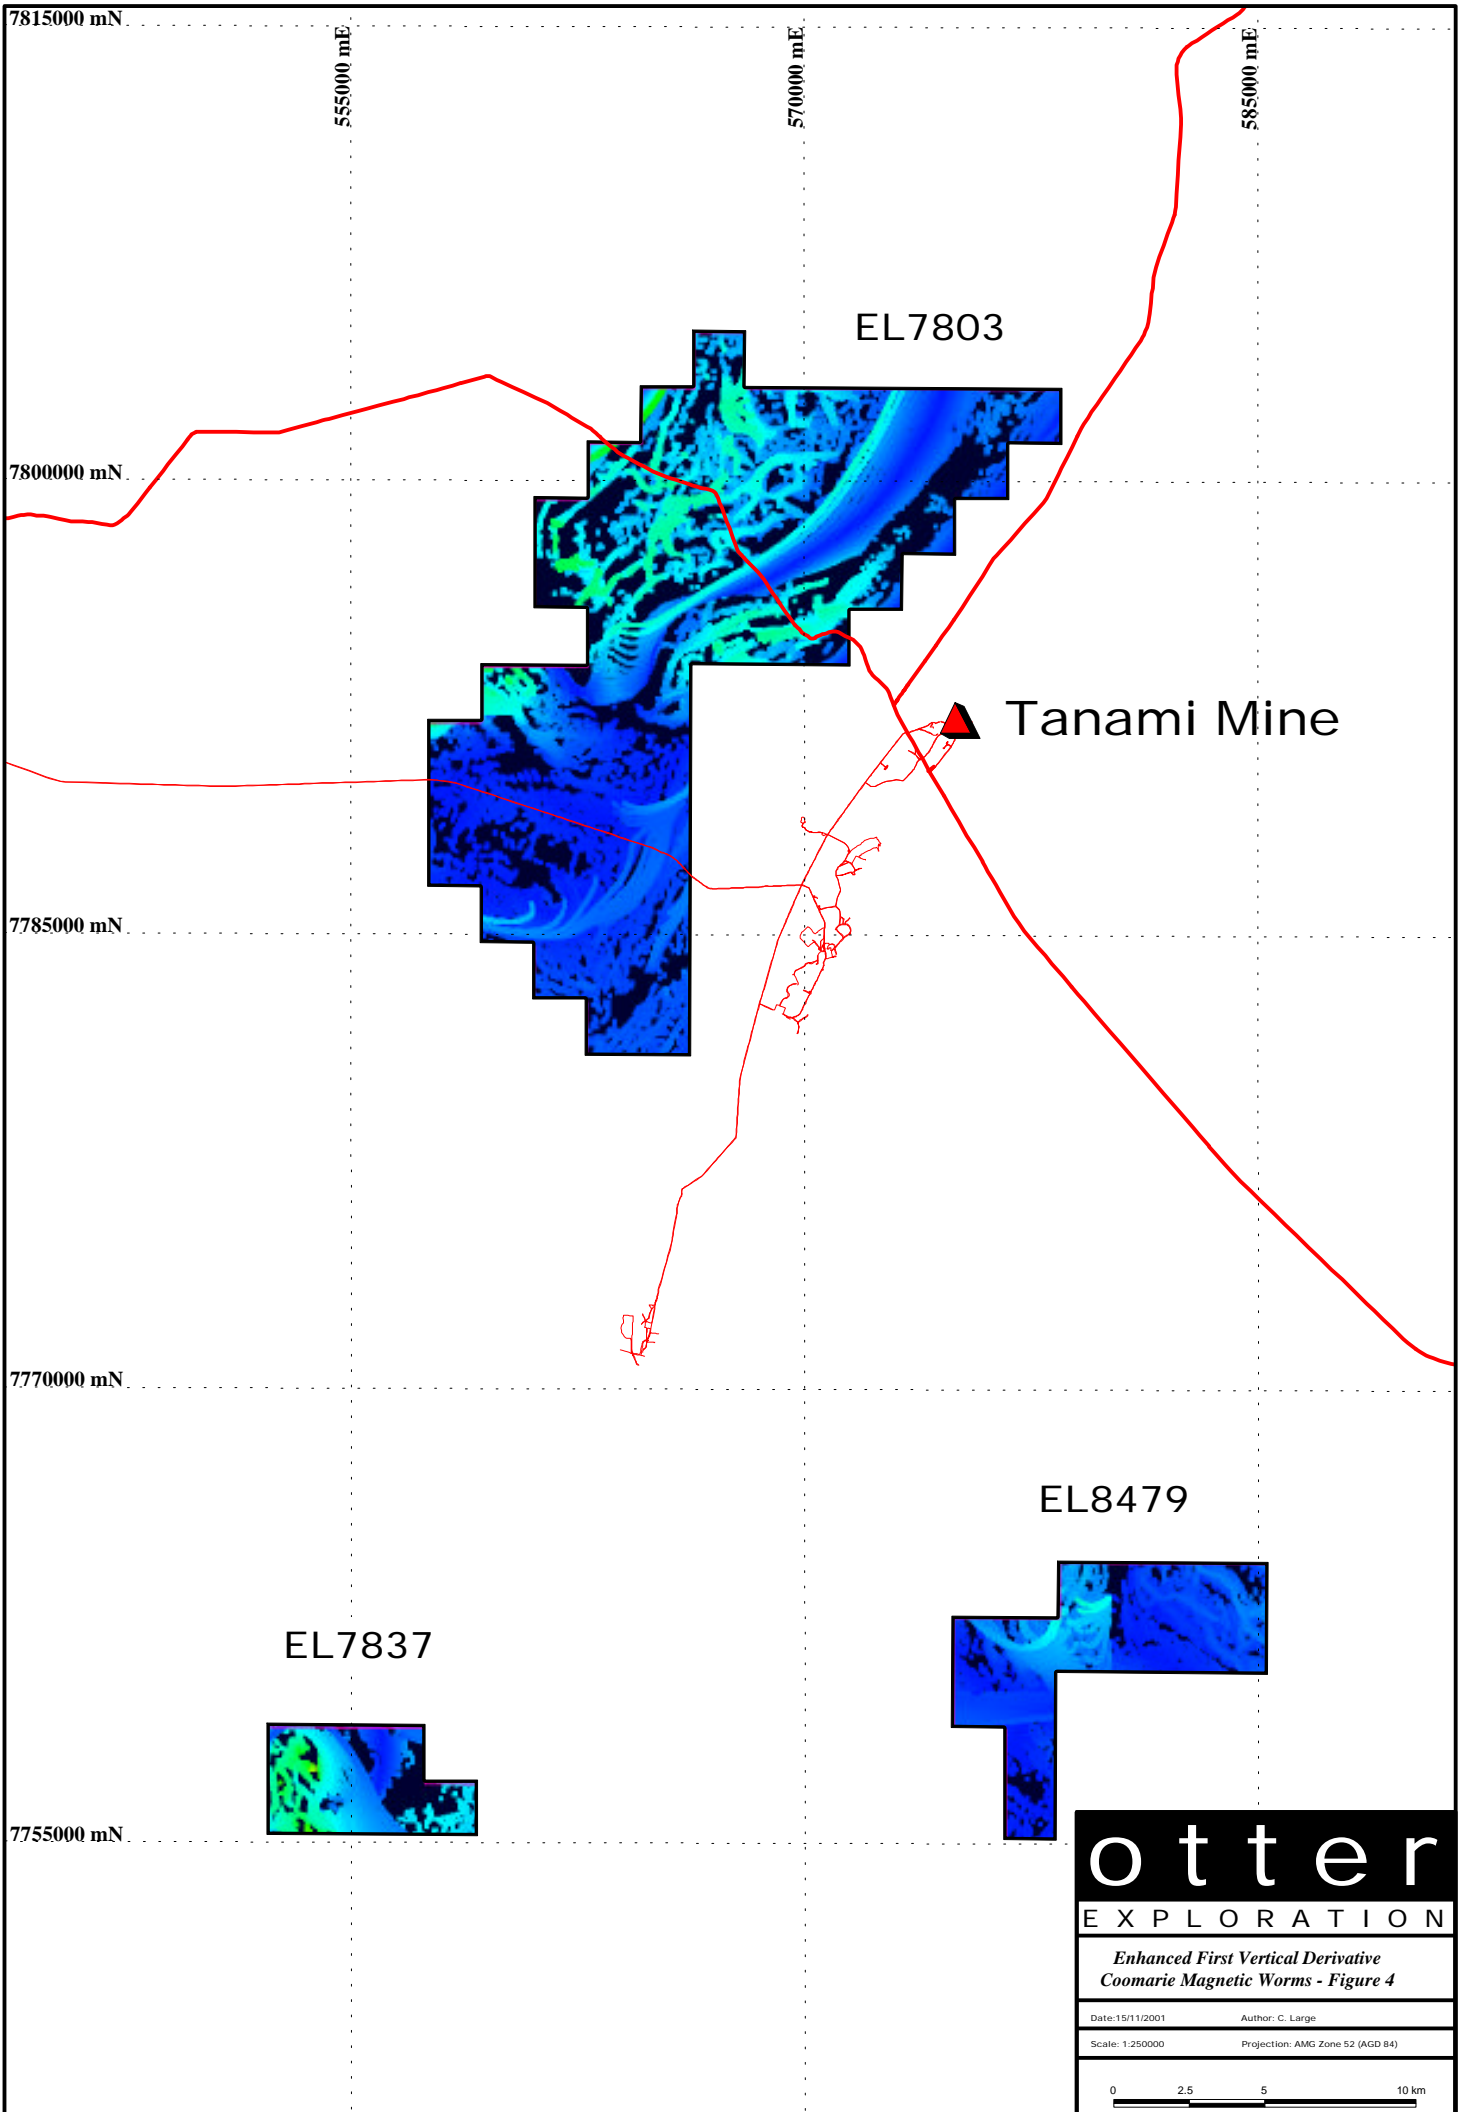 7815000 mN
555000 mE
570000 mE
585000 mE
EL7803
7800000 mN
Tanami Mine
7785000 mN
7770000 mN
EL8479
EL7837
7755000 mN
otter
EXPLORATION
Enhanced First Vertical Derivative
Coomarie Magnetic Worms - Figure 4
Date:15/11/2001 Author: C. Large
Scale: 1:250000 Projection: AMG Zone 52 (AGD 84)
0 2.5 5 10 km